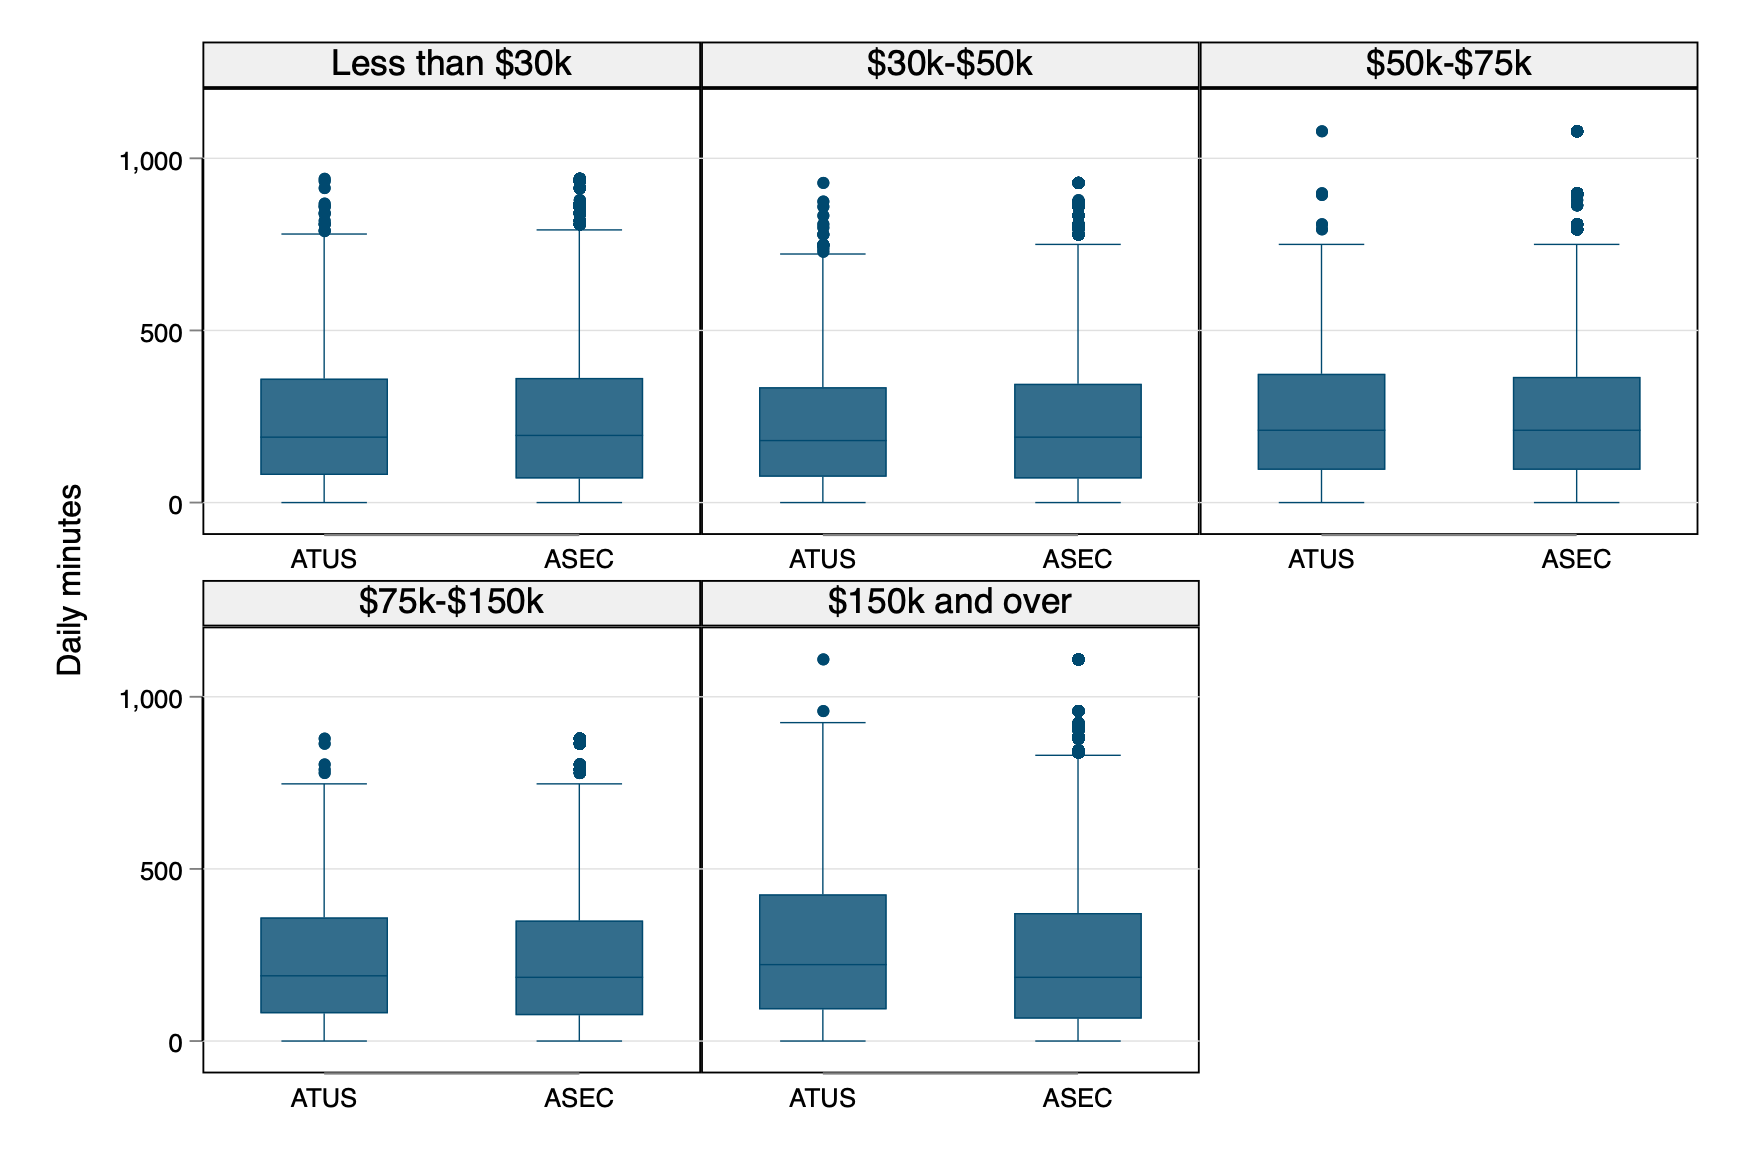 Less than $30k
$30k-$50k
$50k-$75k
1,000
500
0
ATUS
ASEC
ATUS
ASEC
ATUS
ASEC
Daily minutes
$75k-$150k
$150k and over
1,000
500
0
ATUS
ASEC
ATUS
ASEC